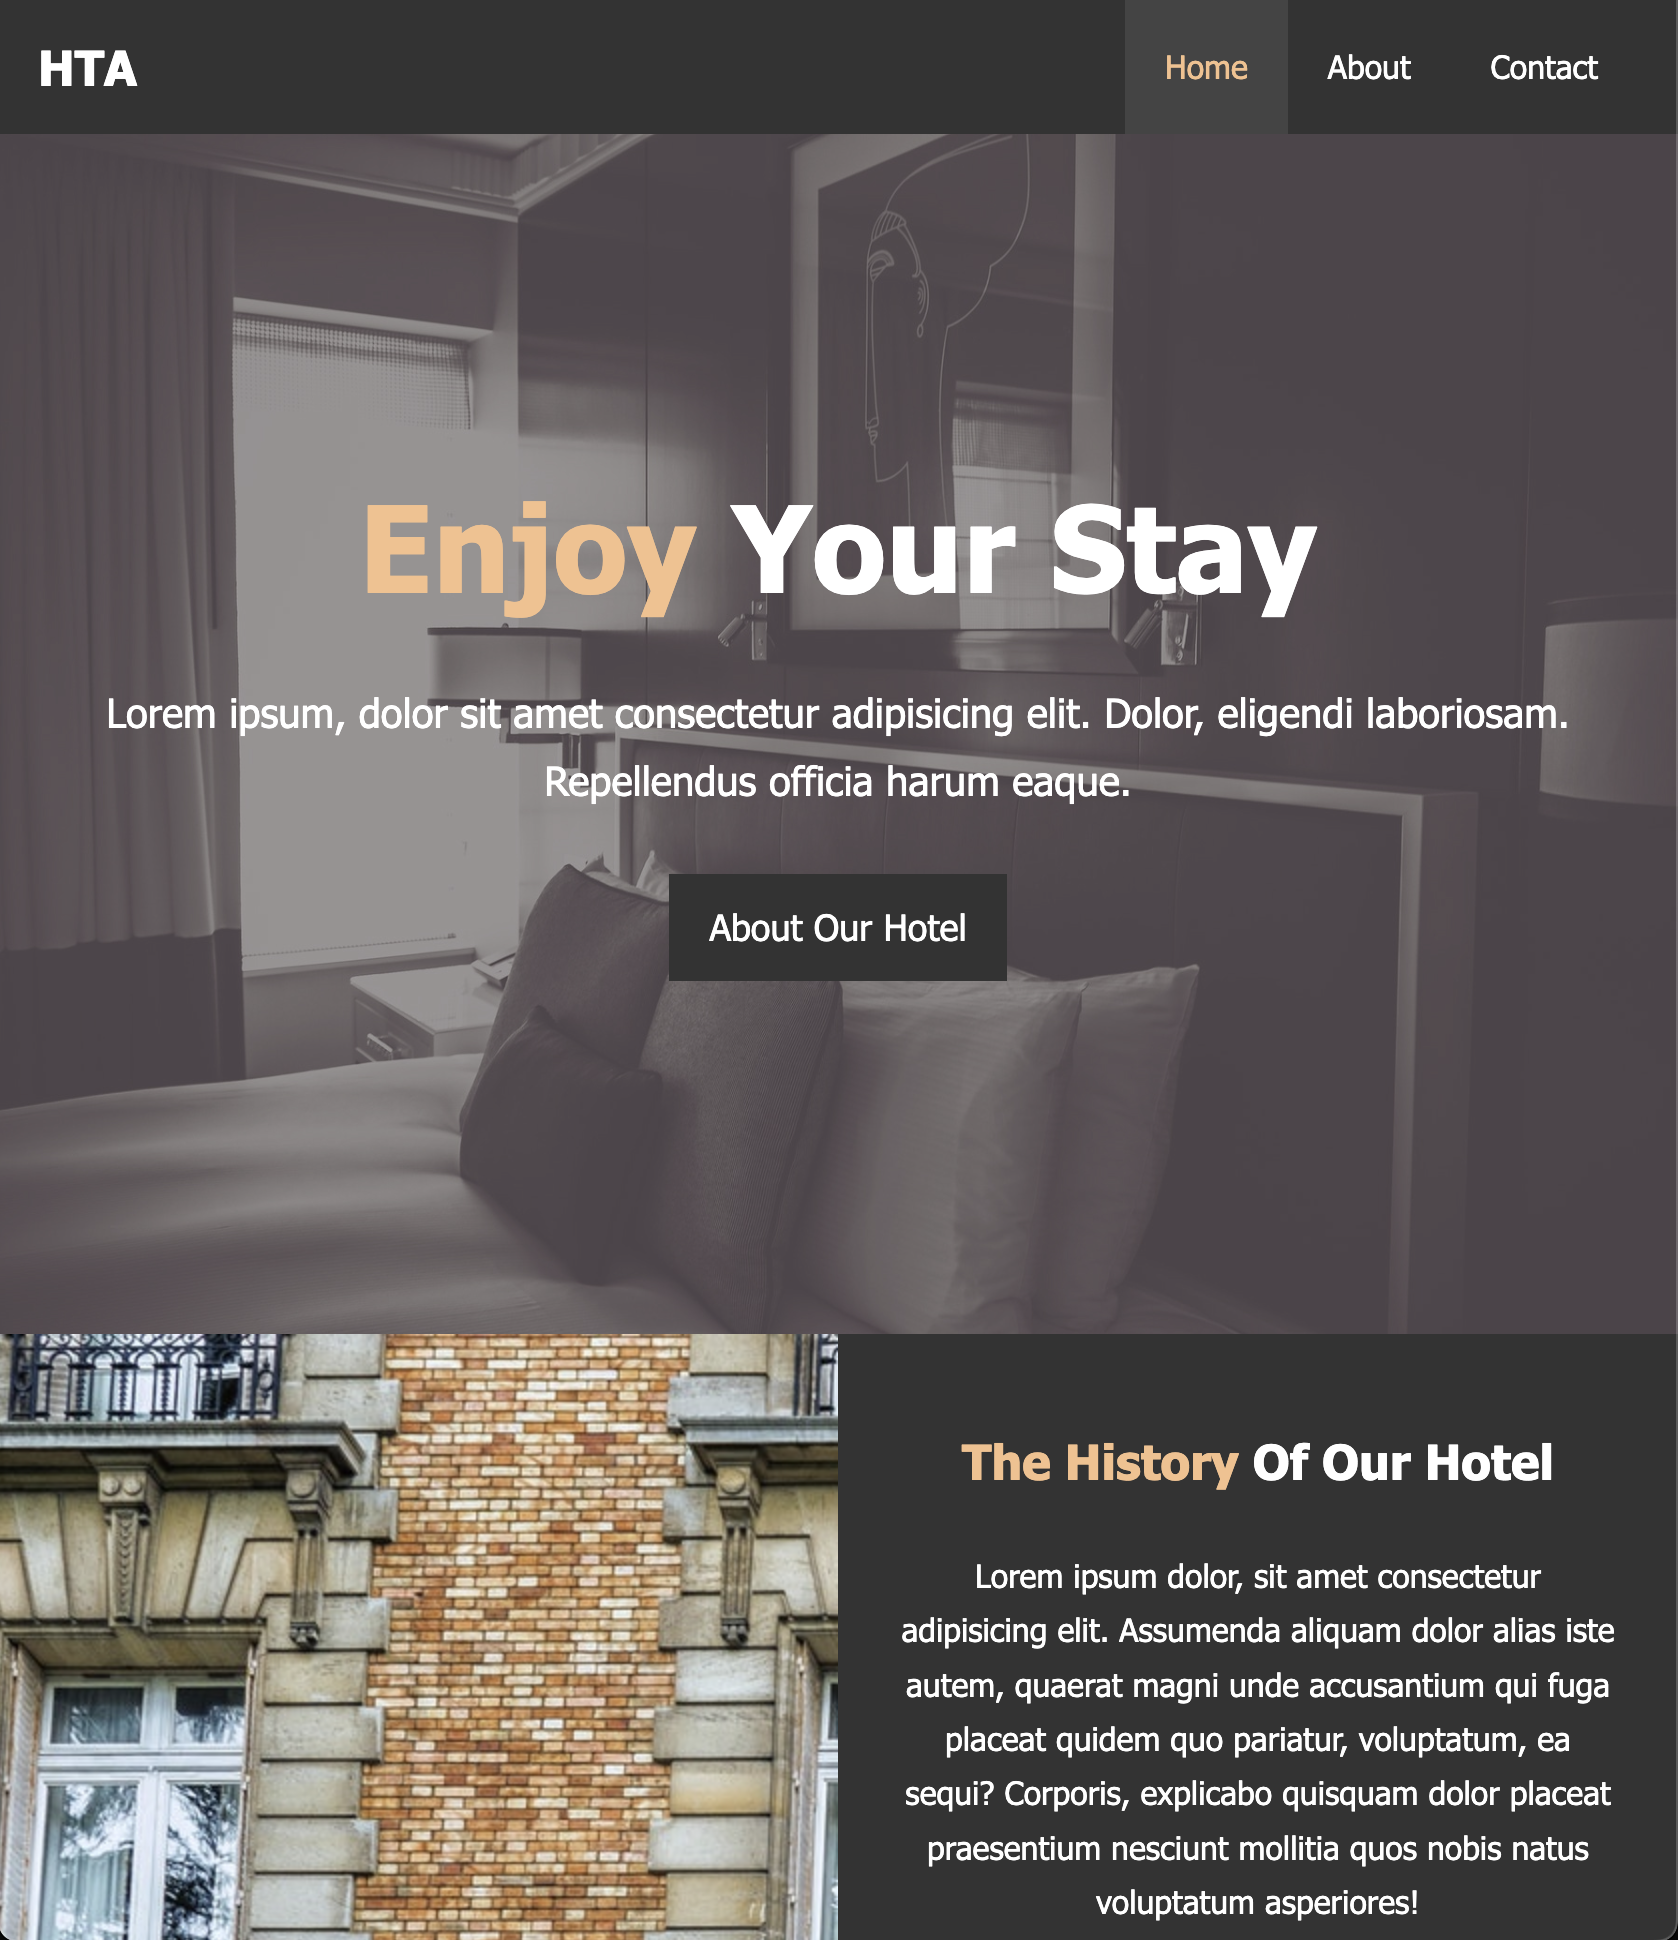 HTA
Home
About
Contact
Enjoy Your Stay
Lorem ipsum, dolor sit amet consectetur adipisicing elit. Dolor, eligendi laboriosam.
Repellendus officia harum eaque.
About Our Hotel
The History Of Our Hotel
Lorem ipsum dolor, sit amet consectetur
adipisicing elit. Assumenda aliquam dolor alias iste
autem, quaerat magni unde accusantium qui fuga
placeat quidem quo pariatur, voluptatum, ea
sequi? Corporis, explicabo quisquam dolor placeat
praesentium nesciunt mollitia quos nobis natus
voluptatum asperiores!